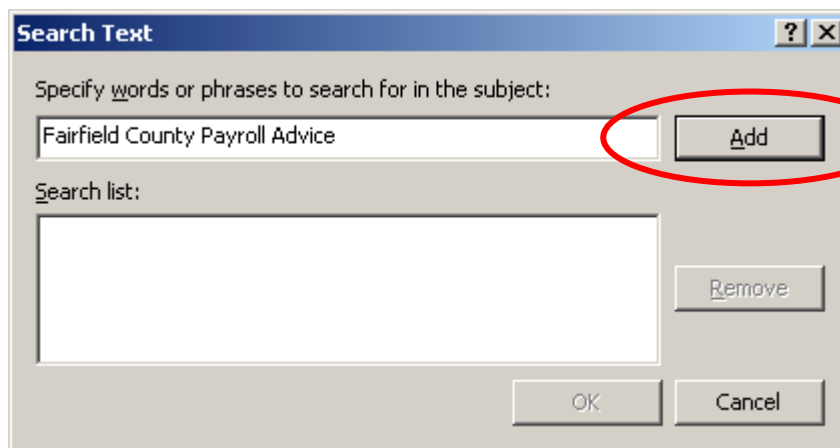 Search Text
Specify words or phrases to search for in the subject:
Fairfield County Payroll Advice
Add
Search list:
Remove
OK
Cancel